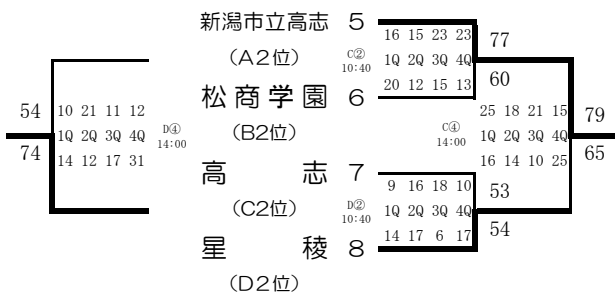 新潟市立高志 5
(A2位)
松商学園 6
(B2位)
高志 7
(C2位)
星稜 8
(D2位)
C②
10:40
16 15 23 23
1Q 2Q 3Q 4Q
20 12 15 13
77
60
D②
10:40
9 16 18 10
1Q 2Q 3Q 4Q
14 17 6 17
53
54
C④
14:00
25 18 21 15
1Q 2Q 3Q 4Q
16 14 10 25
79
65
54
74
10 21 11 12
1Q 2Q 3Q 4Q
14 12 17 31
D④
14:00